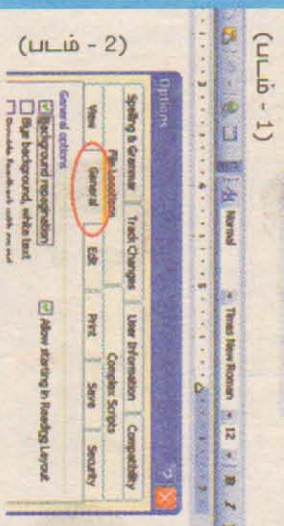 (படம் - 1)
Normal Times New Roman 12 B I
(படம் - 2)
Options
Spelling & Grammar Track Changes User Information Compatibility
File Locations Complex Scripts
View General Edit Print Save Security
General options
Background repagination Allow starting in Reading Layout
Blue background, white text